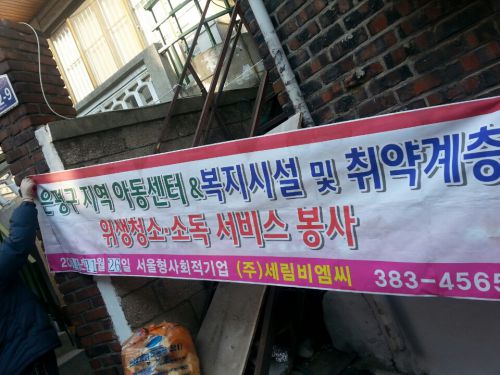 은평구 지역 아동센터 & 복지시설 및 취약계층
위생청소·소독 서비스 봉사
서울형사회적기업 (주)세림비엠씨 383-4565